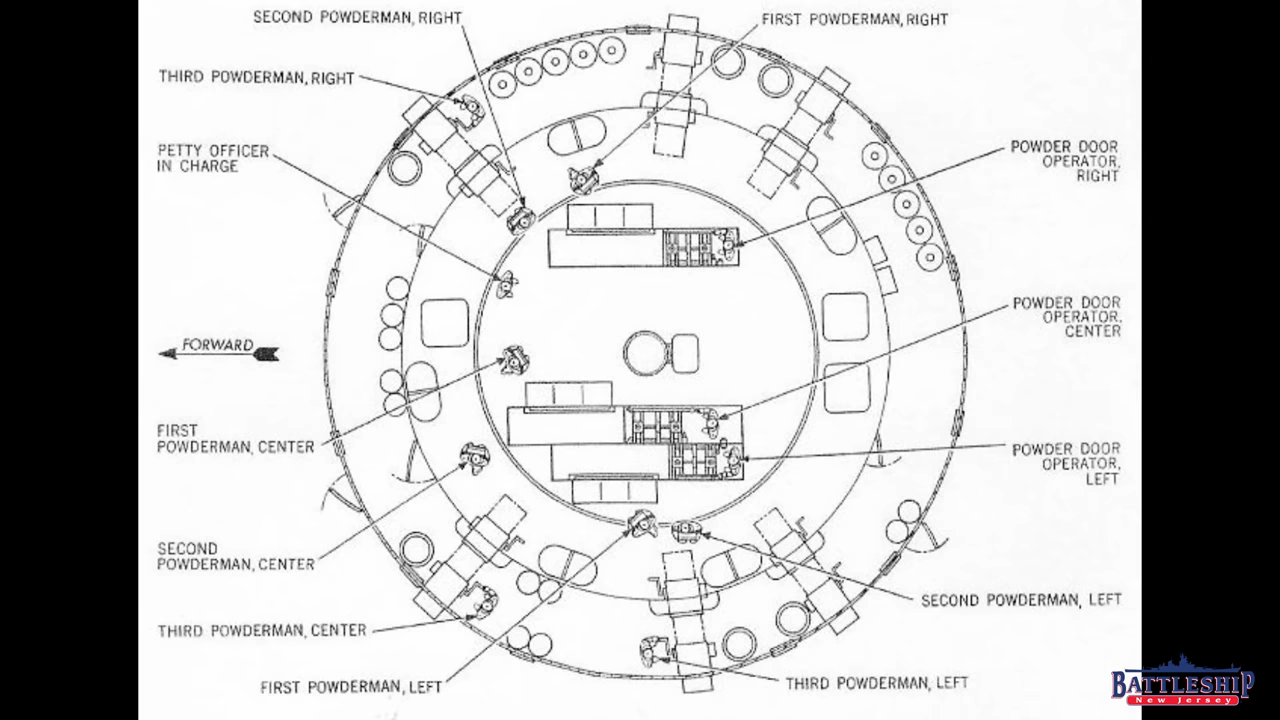 SECOND POWDERMAN, RIGHT
FIRST POWDERMAN, RIGHT
THIRD POWDERMAN, RIGHT
PETTY OFFICER
IN CHARGE
POWDER DOOR
OPERATOR,
RIGHT
POWDER DOOR
OPERATOR,
CENTER
FORWARD
FIRST
POWDERMAN, CENTER
POWDER DOOR
OPERATOR,
LEFT
SECOND
POWDERMAN, CENTER
SECOND POWDERMAN, LEFT
THIRD POWDERMAN, CENTER
FIRST POWDERMAN, LEFT
THIRD POWDERMAN, LEFT
BATTLESHIP
New Jersey